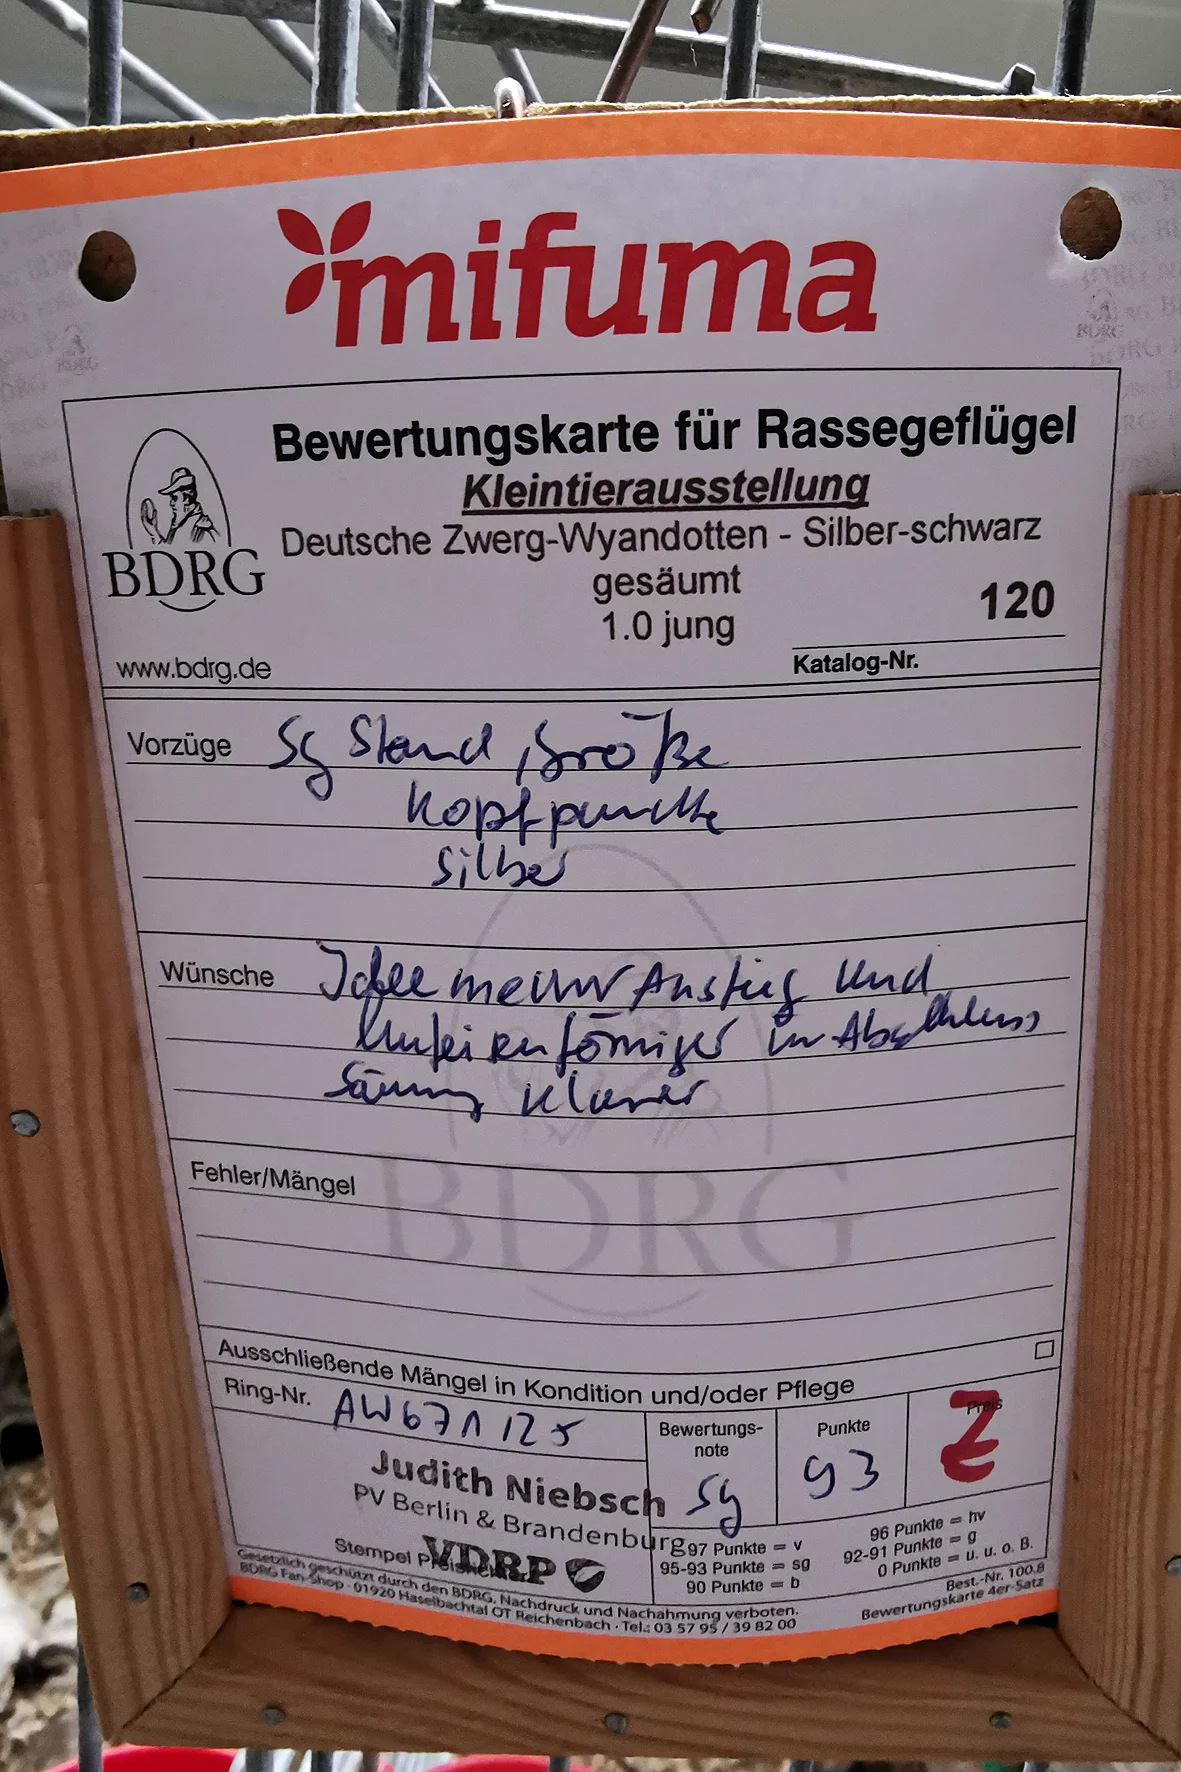 mifuma
Bewertungskarte für Rassegeflügel
Kleintierausstellung
Deutsche Zwerg-Wyandotten - Silber-schwarz
gesäumt
1.0 jung
120
Katalog-Nr.
BDRG
www.bdrg.de
Vorzüge Sg Stand, Größe
Kopfpunkte
Silber
Wünsche mehr Anstieg und
Hufeisenförmiger im Abschluss
Säumung klarer
Fehler/Mängel
BDRG
Ausschließende Mängel in Kondition und/oder Pflege
Ring-Nr. AW671 125
Bewertungs-
note
sg
Punkte
93
Preis
Z
Judith Niebsch
PV Berlin & Brandenburg
VDRP
Stempel
97 Punkte = v
96 Punkte = hv
95-93 Punkte = sg
92-91 Punkte = g
90 Punkte = b
0 Punkte = u. u. o. B.
Gesetzlich geschützt durch den BDRG. Nachdruck und Nachahmung verboten.
BDRG Fan-Shop · 01920 Haselbachtal OT Reichenbach · Tel.: 03 57 95 / 39 82 00
Best.-Nr. 100.8
Bewertungskarte 4er-Satz